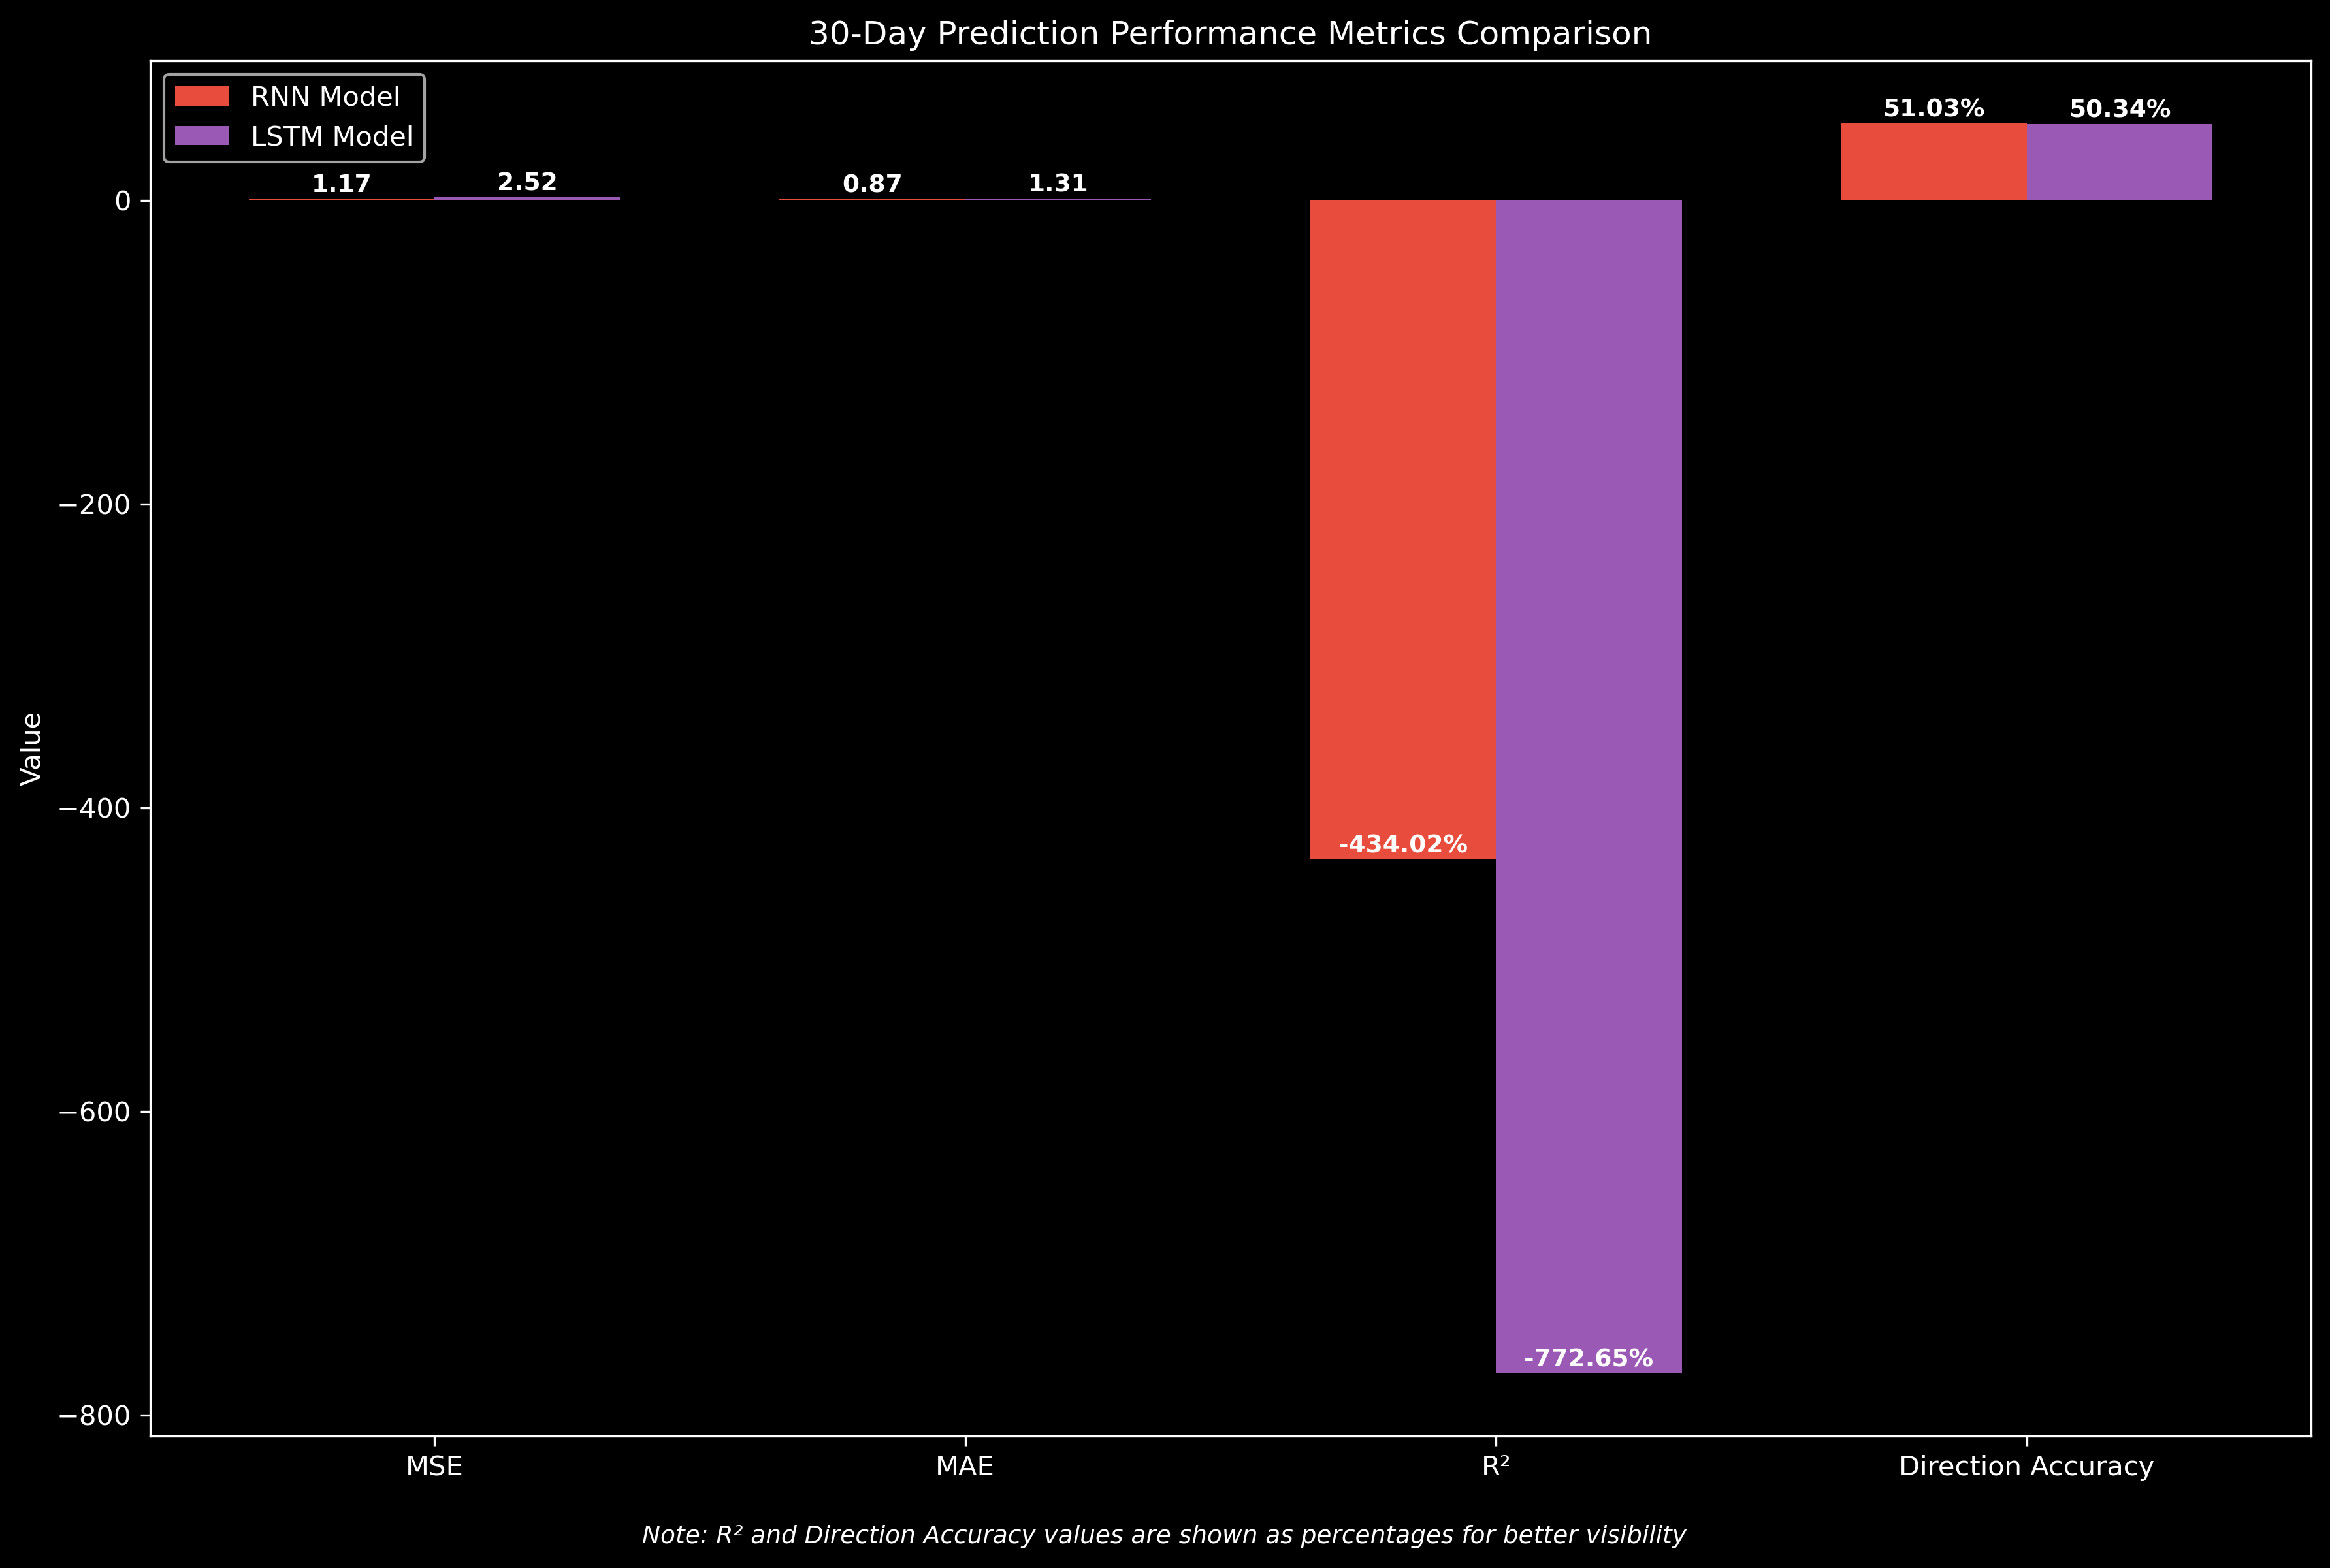 30-Day Prediction Performance Metrics Comparison
RNN Model
LSTM Model
1.17
2.52
0.87
1.31
51.03%
50.34%
-434.02%
-772.65%
0
−200
−400
−600
−800
Value
MSE
MAE
R²
Direction Accuracy
Note: R² and Direction Accuracy values are shown as percentages for better visibility